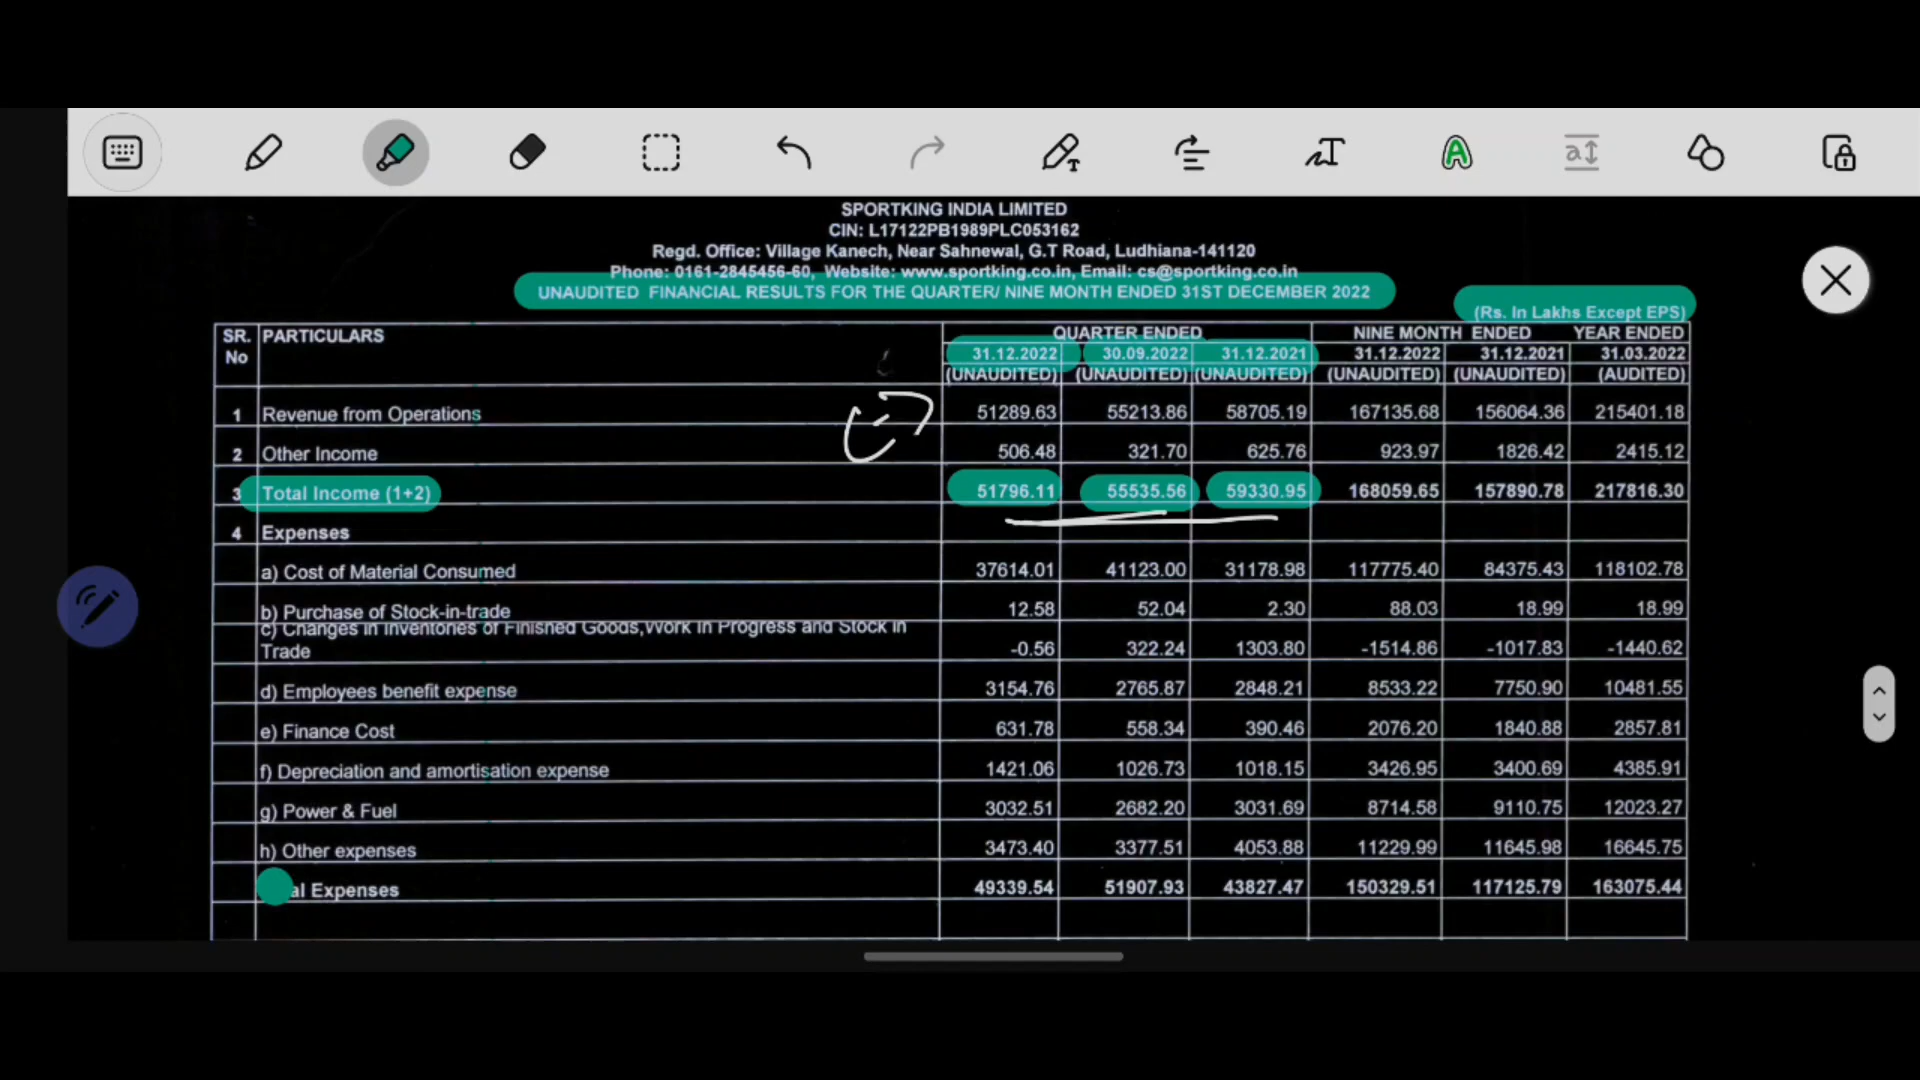 SPORTKING INDIA LIMITED
CIN: L17122PB1989PLC053162
Regd. Office: Village Kanech, Near Sahnewal, G.T Road, Ludhiana-141120
Phone: 0161-2845456-60, Website: www.sportking.co.in, Email: cs@sportking.co.in
UNAUDITED FINANCIAL RESULTS FOR THE QUARTER/ NINE MONTH ENDED 31ST DECEMBER 2022
(Rs. In Lakhs Except EPS)
SR. No PARTICULARS QUARTER ENDED NINE MONTH ENDED YEAR ENDED
31.12.2022 30.09.2022 31.12.2021 31.12.2022 31.12.2021 31.03.2022
(UNAUDITED) (UNAUDITED) (UNAUDITED) (UNAUDITED) (UNAUDITED) (AUDITED)
1 Revenue from Operations 51289.63 55213.86 58705.19 167135.68 156064.36 215401.18
2 Other Income 506.48 321.70 625.76 923.97 1826.42 2415.12
3 Total Income (1+2) 51796.11 55535.56 59330.95 168059.65 157890.78 217816.30
4 Expenses
a) Cost of Material Consumed 37614.01 41123.00 31178.98 117775.40 84375.43 118102.78
b) Purchase of Stock-in-trade 12.58 52.04 2.30 88.03 18.99 18.99
c) Changes in Inventories of Finished Goods,Work in Progress and Stock in
Trade -0.56 322.24 1303.80 -1514.86 -1017.83 -1440.62
d) Employees benefit expense 3154.76 2765.87 2848.21 8533.22 7750.90 10481.55
e) Finance Cost 631.78 558.34 390.46 2076.20 1840.88 2857.81
f) Depreciation and amortisation expense 1421.06 1026.73 1018.15 3426.95 3400.69 4385.91
g) Power & Fuel 3032.51 2682.20 3031.69 8714.58 9110.75 12023.27
h) Other expenses 3473.40 3377.51 4053.88 11229.99 11645.98 16645.75
al Expenses 49339.54 51907.93 43827.47 150329.51 117125.79 163075.44